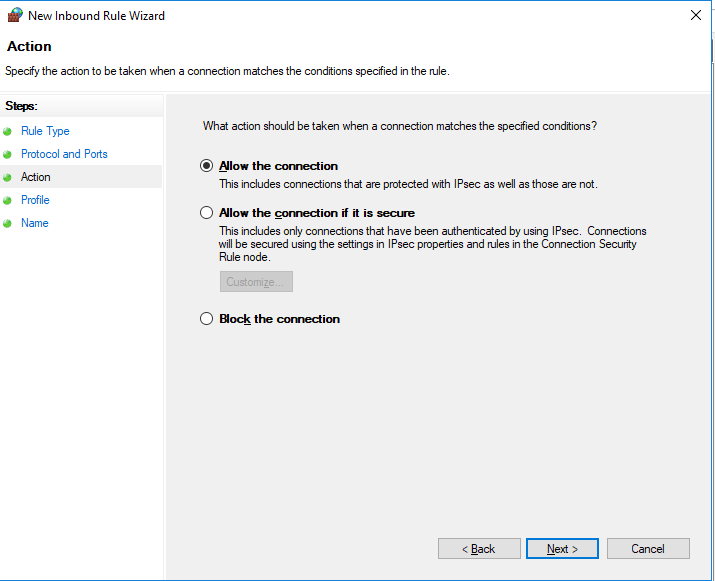 New Inbound Rule Wizard
Action
Specify the action to be taken when a connection matches the conditions specified in the rule.
Steps:
Rule Type
Protocol and Ports
Action
Profile
Name
What action should be taken when a connection matches the specified conditions?
Allow the connection
This includes connections that are protected with IPsec as well as those are not.
Allow the connection if it is secure
This includes only connections that have been authenticated by using IPsec. Connections
will be secured using the settings in IPsec properties and rules in the Connection Security
Rule node.
Customize...
Block the connection
< Back
Next >
Cancel